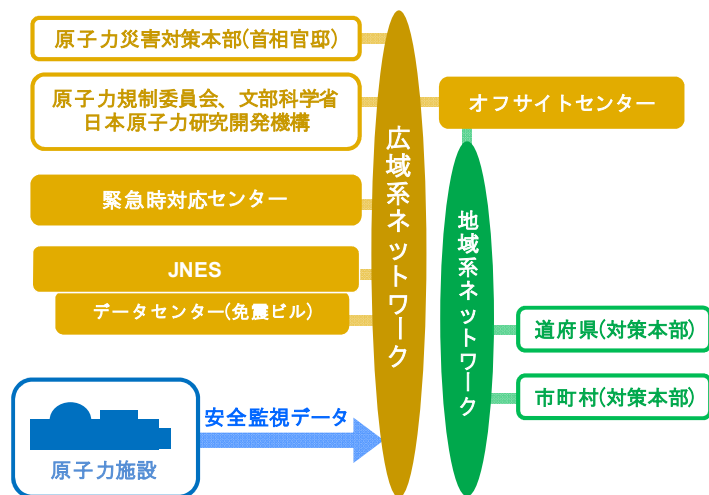 原子力災害対策本部(首相官邸)
原子力規制委員会、文部科学省
日本原子力研究開発機構
オフサイトセンター
緊急時対応センター
JNES
データセンター(免震ビル)
広域系ネットワーク
地域系ネットワーク
道府県(対策本部)
市町村(対策本部)
安全監視データ
原子力施設